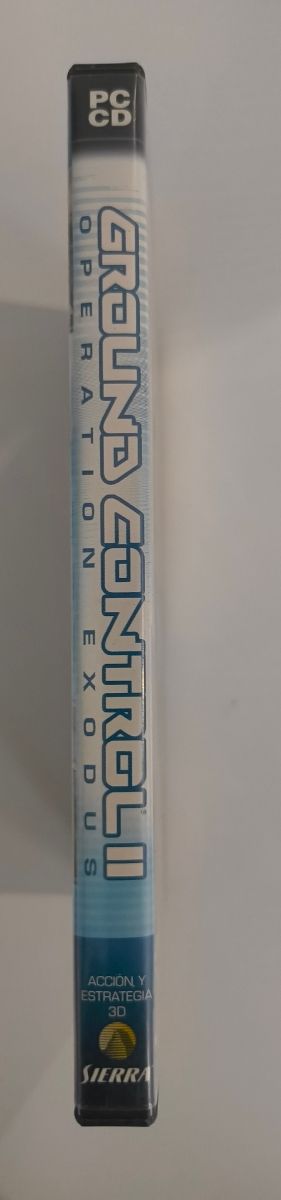 PC
CD
GROUND CONTROL II
OPERATION EXODUS
ACCIÓN Y
ESTRATEGIA
3D
SIERRA